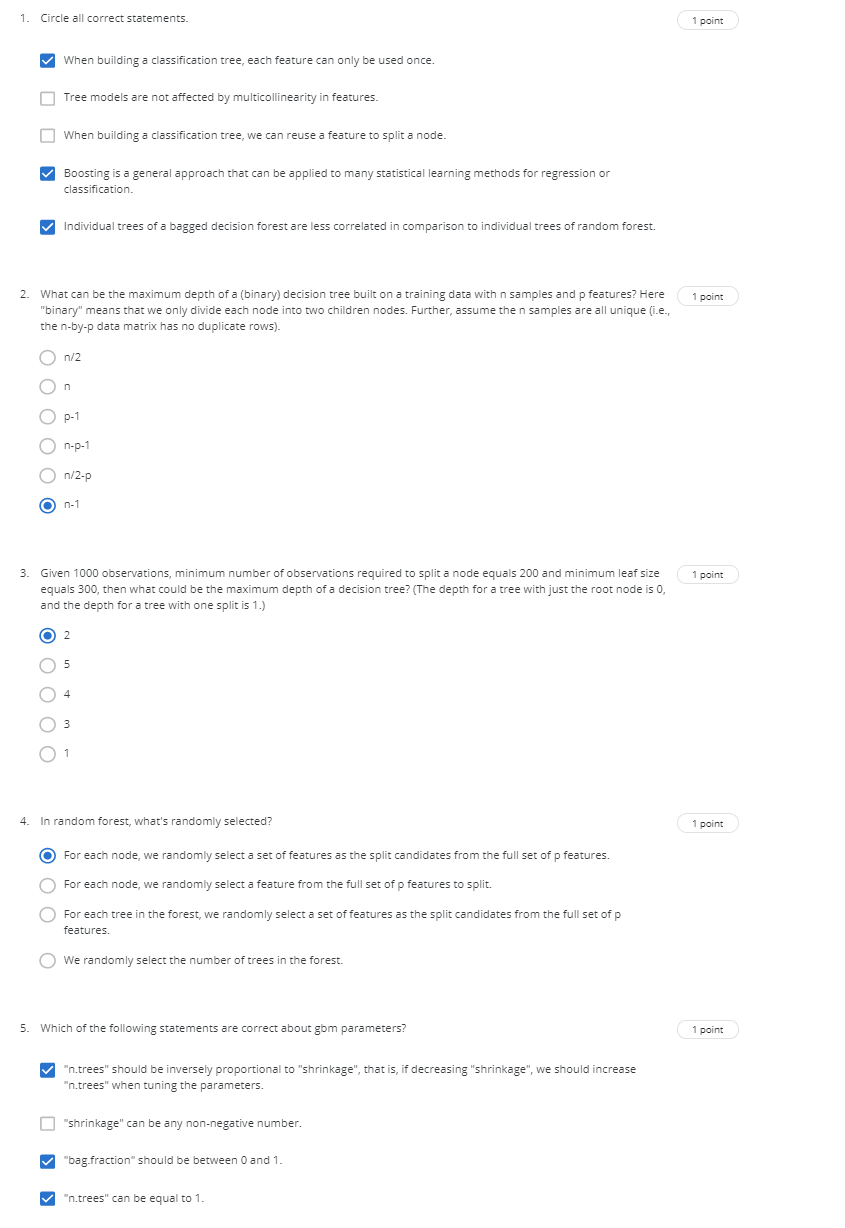 1. Circle all correct statements.
1 point
When building a classification tree, each feature can only be used once.
Tree models are not affected by multicollinearity in features.
When building a classification tree, we can reuse a feature to split a node.
Boosting is a general approach that can be applied to many statistical learning methods for regression or
classification.
Individual trees of a bagged decision forest are less correlated in comparison to individual trees of random forest.
2. What can be the maximum depth of a (binary) decision tree built on a training data with n samples and p features? Here
1 point
"binary" means that we only divide each node into two children nodes. Further, assume the n samples are all unique (i.e.,
the n-by-p data matrix has no duplicate rows).
n/2
n
p-1
n-p-1
n/2-p
n-1
3. Given 1000 observations, minimum number of observations required to split a node equals 200 and minimum leaf size
1 point
equals 300, then what could be the maximum depth of a decision tree? (The depth for a tree with just the root node is 0,
and the depth for a tree with one split is 1.)
2
5
4
3
1
4. In random forest, what's randomly selected?
1 point
For each node, we randomly select a set of features as the split candidates from the full set of p features.
For each node, we randomly select a feature from the full set of p features to split.
For each tree in the forest, we randomly select a set of features as the split candidates from the full set of p
features.
We randomly select the number of trees in the forest.
5. Which of the following statements are correct about gbm parameters?
1 point
"n.trees" should be inversely proportional to "shrinkage", that is, if decreasing "shrinkage", we should increase
"n.trees" when tuning the parameters.
"shrinkage" can be any non-negative number.
"bag.fraction" should be between 0 and 1.
"n.trees" can be equal to 1.